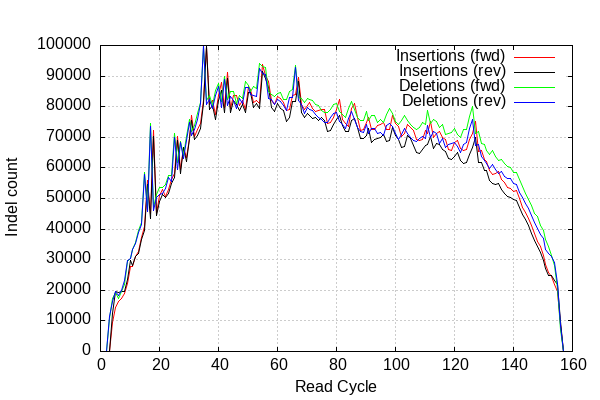 100000
90000
80000
70000
60000
50000
40000
30000
20000
10000
0
Indel count
Insertions (fwd)
Insertions (rev)
Deletions (fwd)
Deletions (rev)
0 20 40 60 80 100 120 140 160
Read Cycle